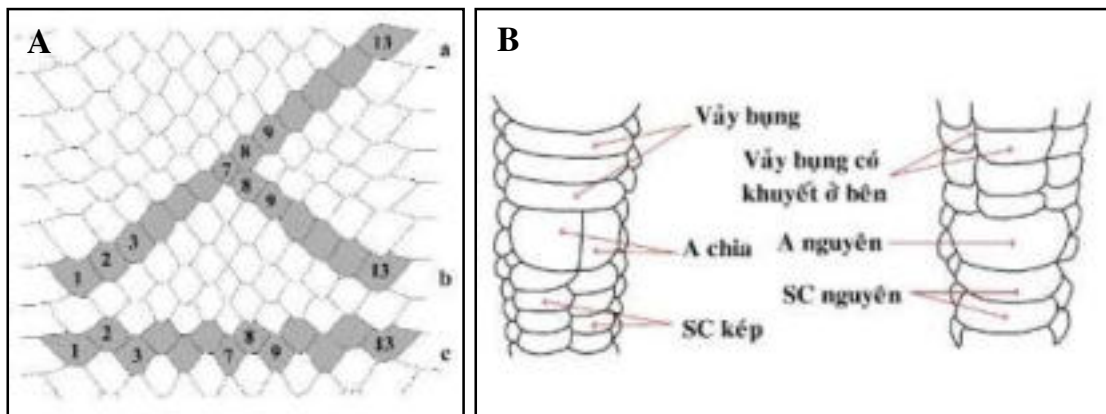 A
13
a
9
8
7
8
9
3
2
1
13
b
8
2
13
1
3
7
9
c
B
Vảy bụng
Vảy bụng có
khuyết ở bên
A chia
A nguyên
SC nguyên
SC kép